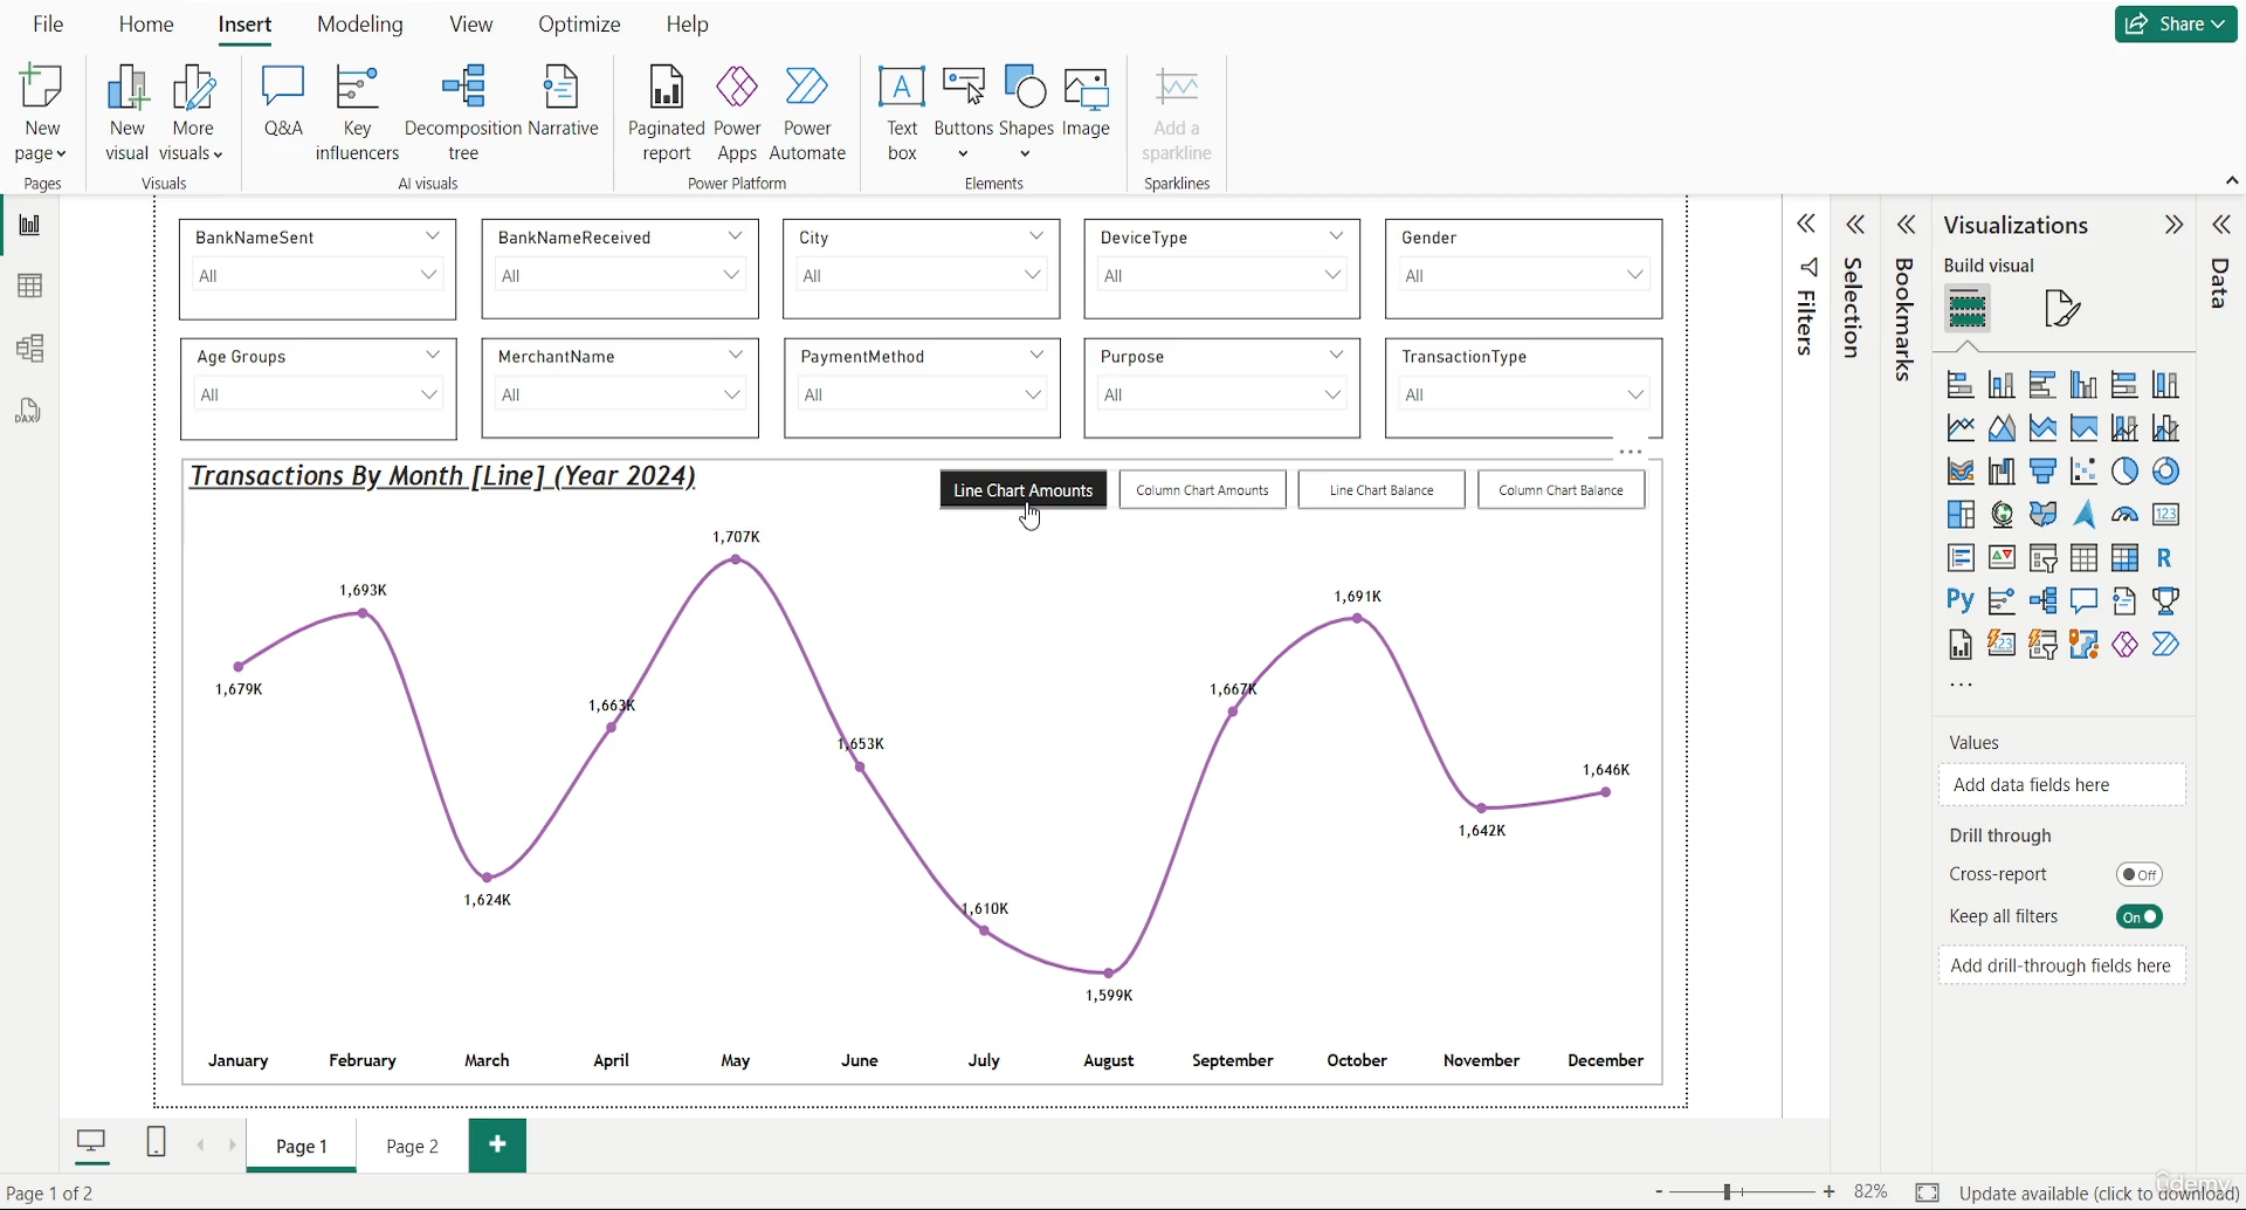 File Home Insert Modeling View Optimize Help Share
New page New visual More visuals Q&A Key influencers Decomposition tree Narrative Paginated report Power Apps Power Automate Text box Buttons Shapes Image Add a sparkline
Pages Visuals AI visuals Power Platform Elements Sparklines
BankNameSent BankNameReceived City DeviceType Gender
All All All All All
Age Groups MerchantName PaymentMethod Purpose TransactionType
All All All All All
Transactions By Month [Line] (Year 2024)
Line Chart Amounts Column Chart Amounts Line Chart Balance Column Chart Balance
1,679K
1,693K
1,624K
1,663K
1,707K
1,653K
1,610K
1,599K
1,667K
1,691K
1,642K
1,646K
January February March April May June July August September October November December
DAX
Filters
Selection
Bookmarks
Visualizations
Build visual
123
R
Py
123
...
Values
Add data fields here
Drill through
Cross-report Off
Keep all filters On
Add drill-through fields here
Data
Page 1 Page 2 +
Page 1 of 2 - + 82% Update available (click to download)
udemy